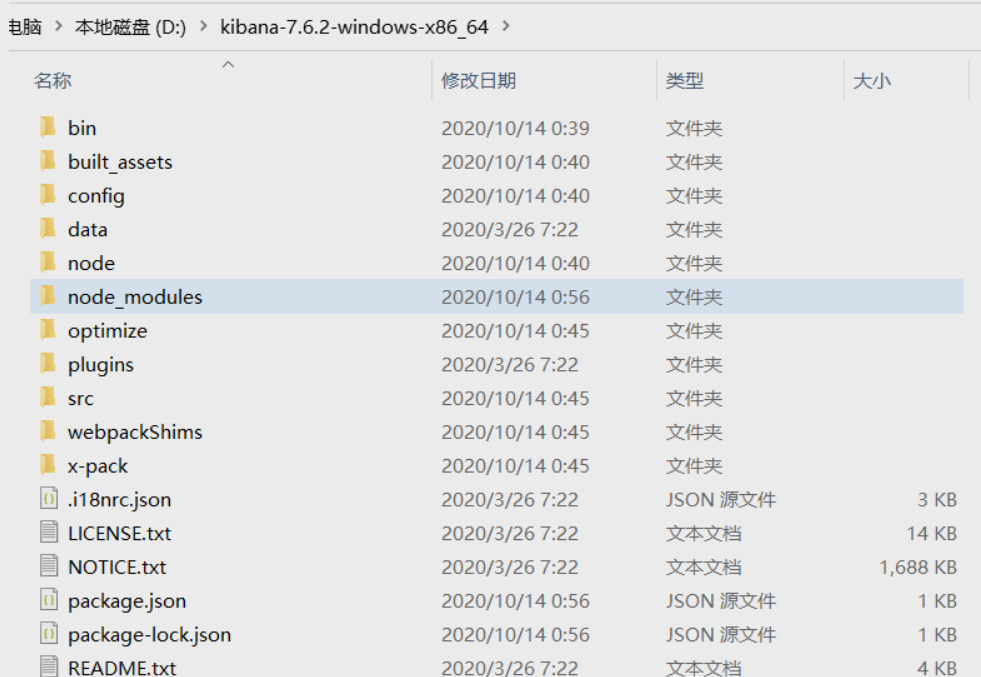 电脑 > 本地磁盘 (D:) > kibana-7.6.2-windows-x86_64 >
名称 修改日期 类型 大小
bin 2020/10/14 0:39 文件夹
built_assets 2020/10/14 0:40 文件夹
config 2020/10/14 0:40 文件夹
data 2020/3/26 7:22 文件夹
node 2020/10/14 0:40 文件夹
node_modules 2020/10/14 0:56 文件夹
optimize 2020/10/14 0:45 文件夹
plugins 2020/3/26 7:22 文件夹
src 2020/10/14 0:45 文件夹
webpackShims 2020/10/14 0:45 文件夹
x-pack 2020/10/14 0:45 文件夹
.i18nrc.json 2020/3/26 7:22 JSON 源文件 3 KB
LICENSE.txt 2020/3/26 7:22 文本文档 14 KB
NOTICE.txt 2020/3/26 7:22 文本文档 1,688 KB
package.json 2020/10/14 0:56 JSON 源文件 1 KB
package-lock.json 2020/10/14 0:56 JSON 源文件 1 KB
README.txt 2020/3/26 7:22 文本文档 4 KB